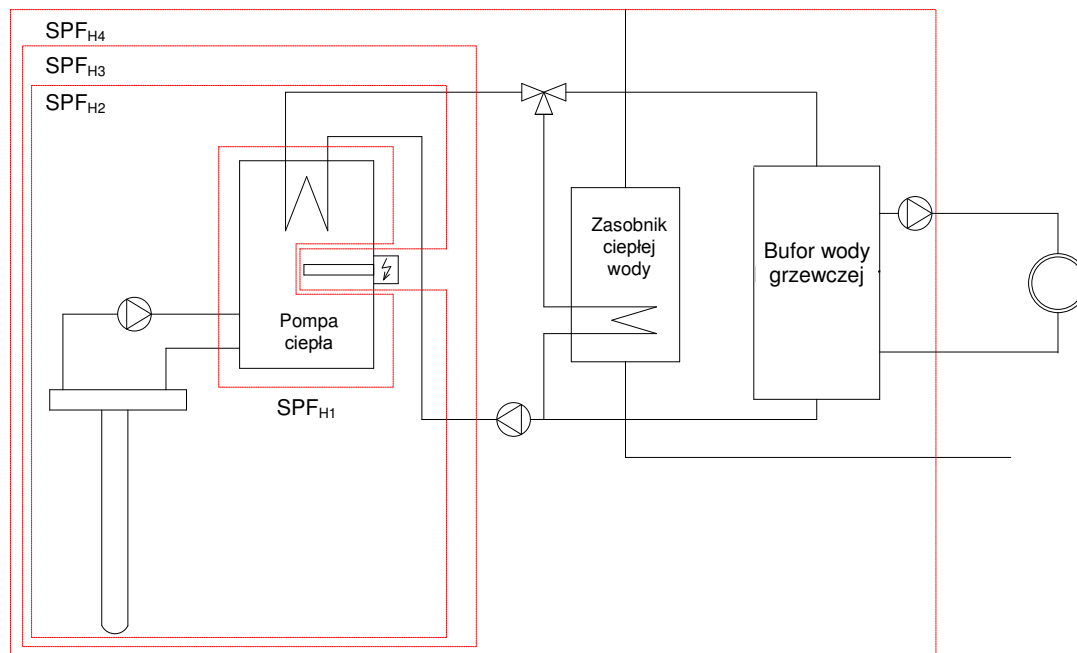 SPFH4
SPFH3
SPFH2
Zasobnik
ciepłej
wody
Bufor wody
grzewczej
Pompa
ciepła
SPFH1